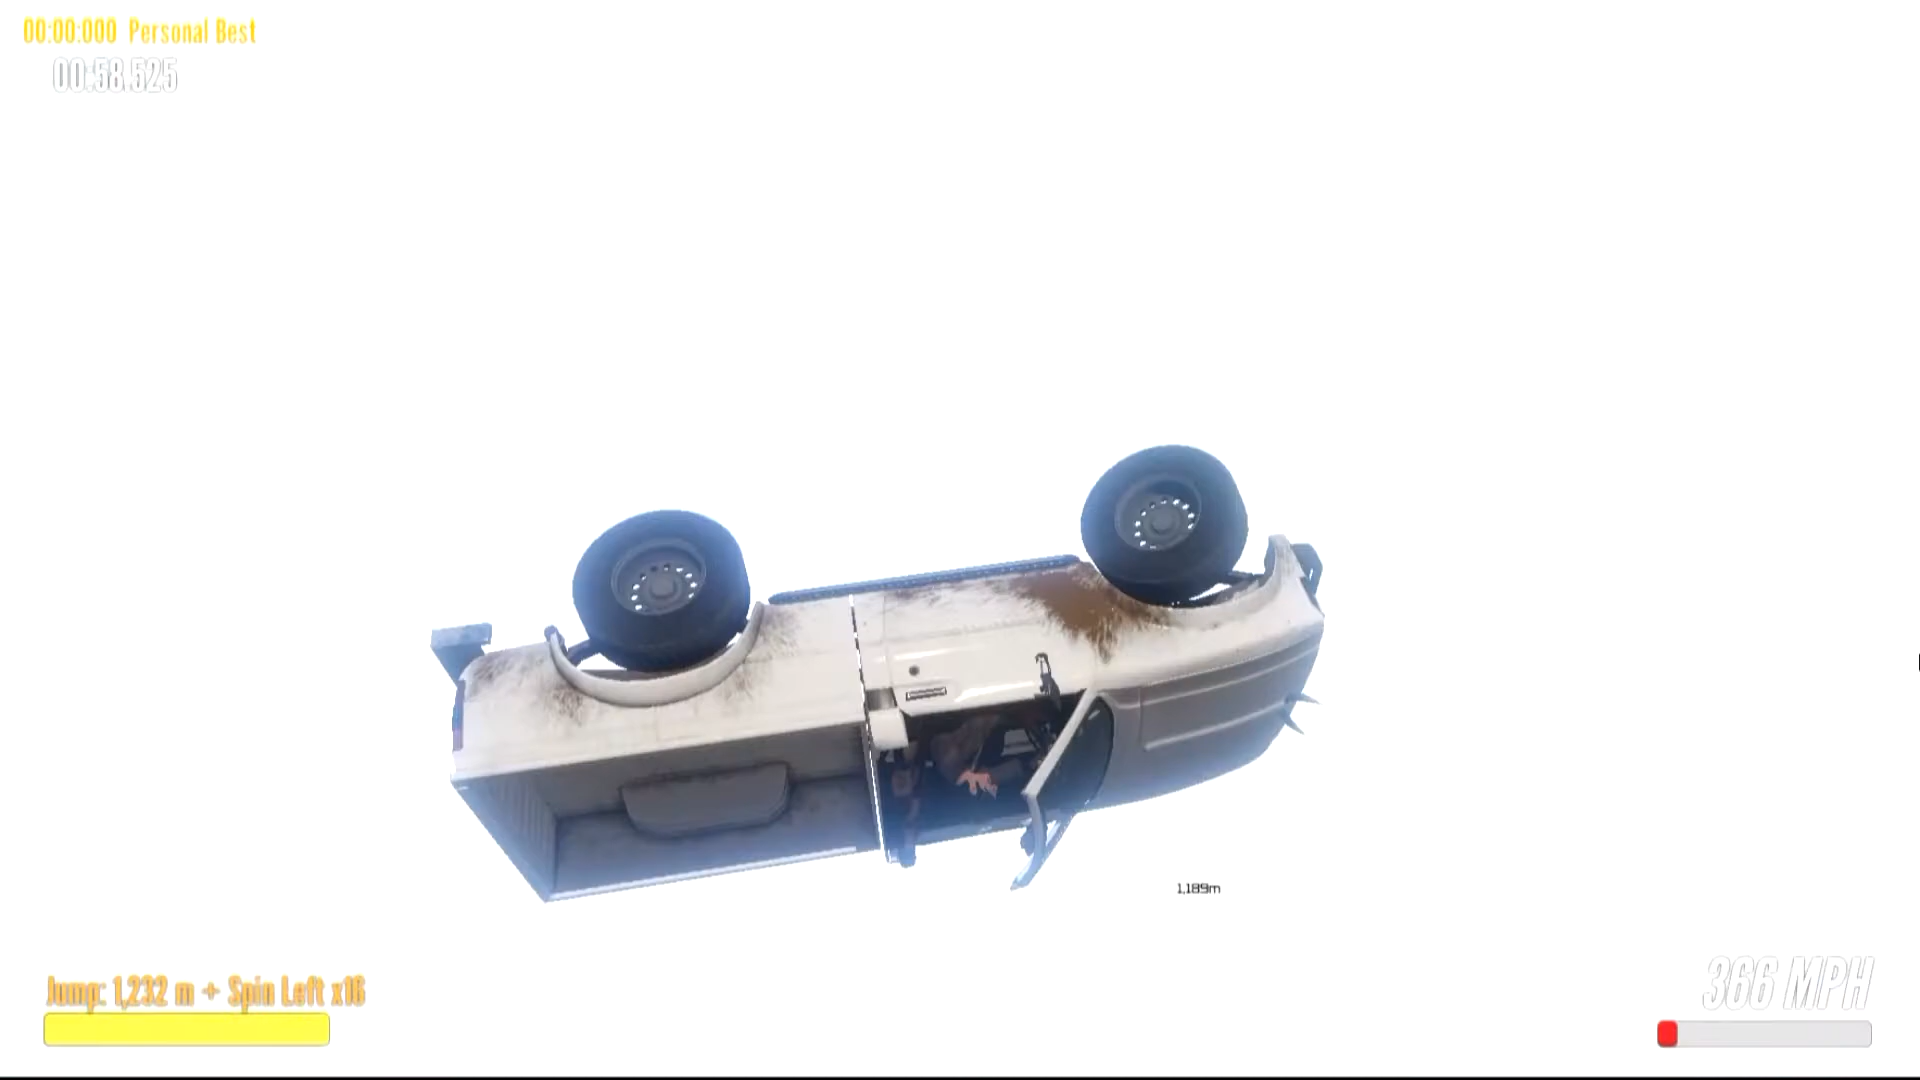 00:00:000 Personal Best
00:58.525
1,189m
Jump: 1,232 m + Spin Left x16
366 MPH